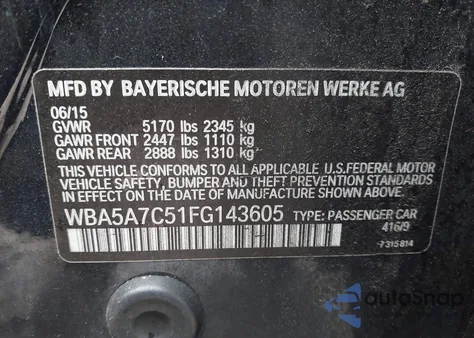 MFD BY BAYERISCHE MOTOREN WERKE AG
06/15
GVWR 5170 lbs 2345 kg
GAWR FRONT 2447 lbs 1110 kg
GAWR REAR 2888 lbs 1310 kg
THIS VEHICLE CONFORMS TO ALL APPLICABLE U.S.FEDERAL MOTOR
VEHICLE SAFETY, BUMPER AND THEFT PREVENTION STANDARDS
IN EFFECT ON THE DATE OF MANUFACTURE SHOWN ABOVE.
WBA5A7C51FG143605 TYPE: PASSENGER CAR
416/9
-7315814
autoSnap